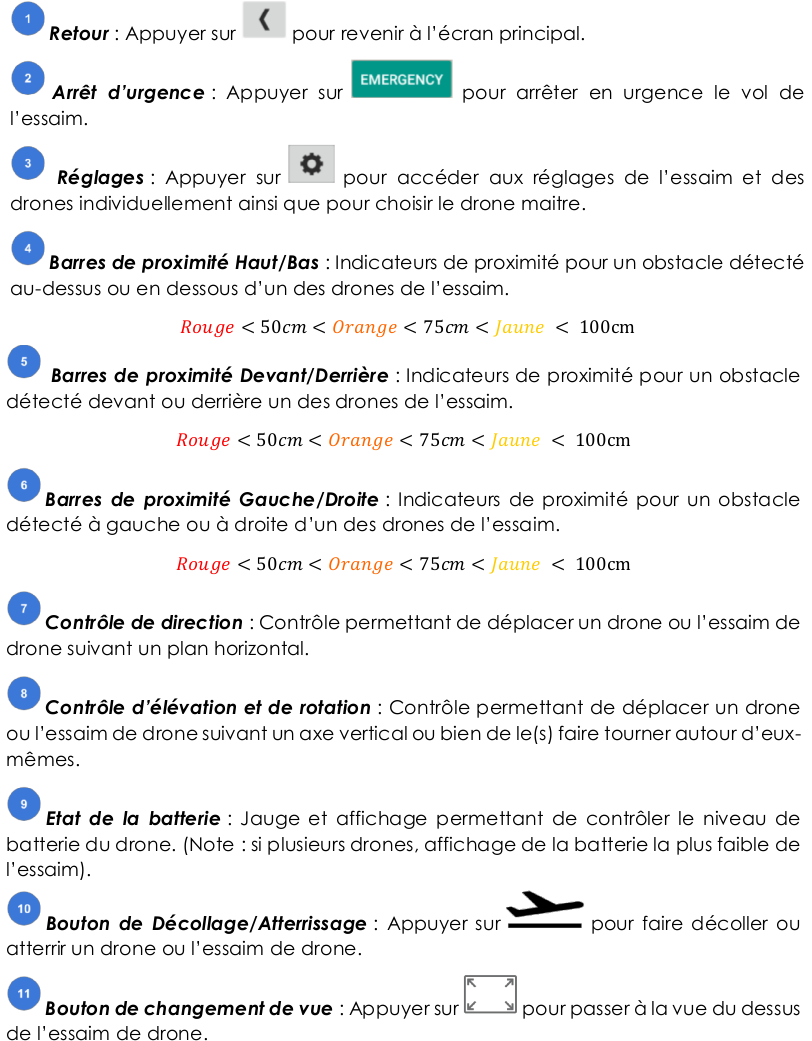 1 Retour : Appuyer sur ❮ pour revenir à l’écran principal.
2 Arrêt d’urgence : Appuyer sur EMERGENCY pour arrêter en urgence le vol de
l’essaim.
3 Réglages : Appuyer sur pour accéder aux réglages de l’essaim et des
drones individuellement ainsi que pour choisir le drone maitre.
4 Barres de proximité Haut/Bas : Indicateurs de proximité pour un obstacle détecté
au-dessus ou en dessous d’un des drones de l’essaim.
Rouge < 50cm < Orange < 75cm < Jaune < 100cm
5 Barres de proximité Devant/Derrière : Indicateurs de proximité pour un obstacle
détecté devant ou derrière un des drones de l’essaim.
Rouge < 50cm < Orange < 75cm < Jaune < 100cm
6 Barres de proximité Gauche/Droite : Indicateurs de proximité pour un obstacle
détecté à gauche ou à droite d’un des drones de l’essaim.
Rouge < 50cm < Orange < 75cm < Jaune < 100cm
7 Contrôle de direction : Contrôle permettant de déplacer un drone ou l’essaim de
drone suivant un plan horizontal.
8 Contrôle d’élévation et de rotation : Contrôle permettant de déplacer un drone
ou l’essaim de drone suivant un axe vertical ou bien de le(s) faire tourner autour d’eux-
mêmes.
9 Etat de la batterie : Jauge et affichage permettant de contrôler le niveau de
batterie du drone. (Note : si plusieurs drones, affichage de la batterie la plus faible de
l’essaim).
10 Bouton de Décollage/Atterrissage : Appuyer sur pour faire décoller ou
atterrir un drone ou l’essaim de drone.
11 Bouton de changement de vue : Appuyer sur pour passer à la vue du dessus
de l’essaim de drone.